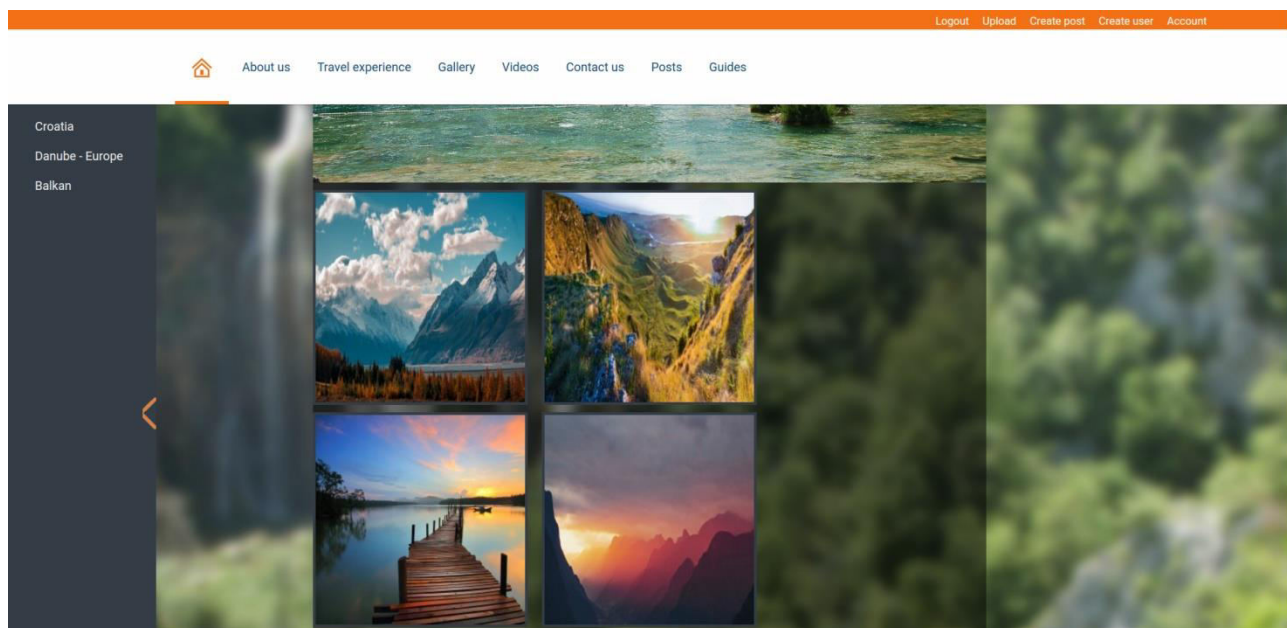 Logout Upload Create post Create user Account
About us Travel experience Gallery Videos Contact us Posts Guides
Croatia
Danube - Europe
Balkan